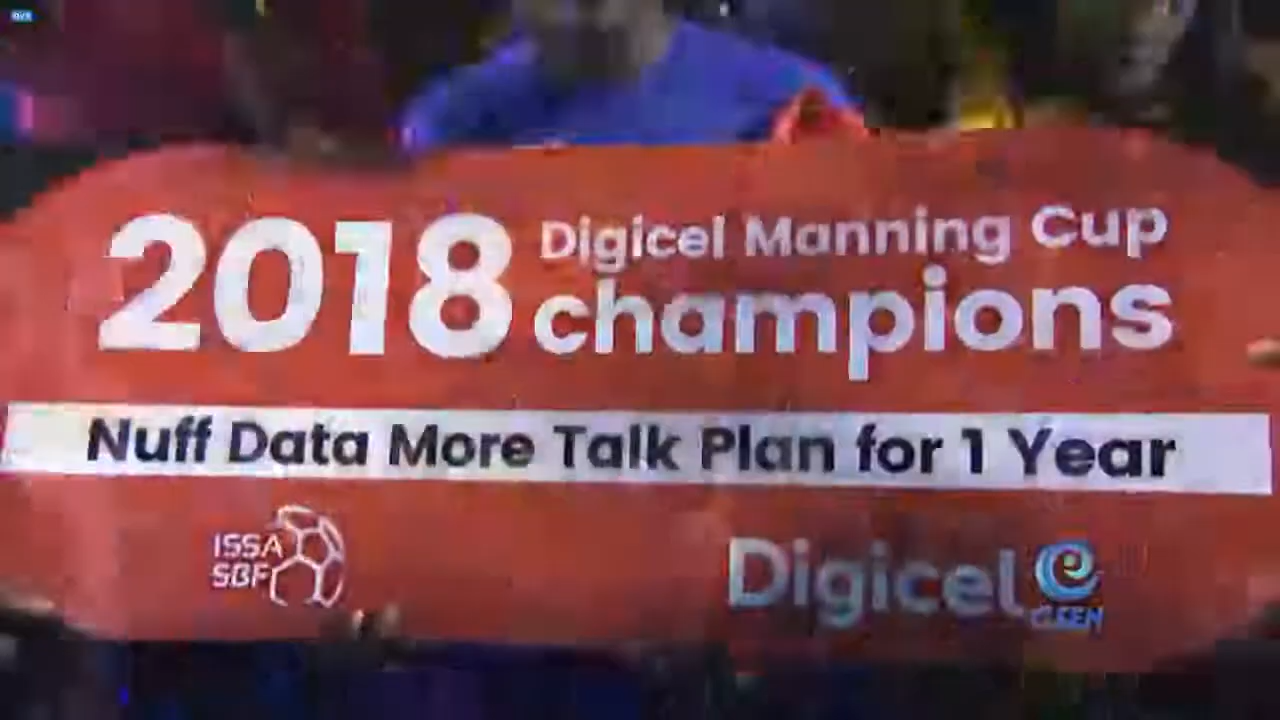 2018 Digicel Manning Cup
champions
Nuff Data More Talk Plan for 1 Year
ISSA
SBF
Digicel